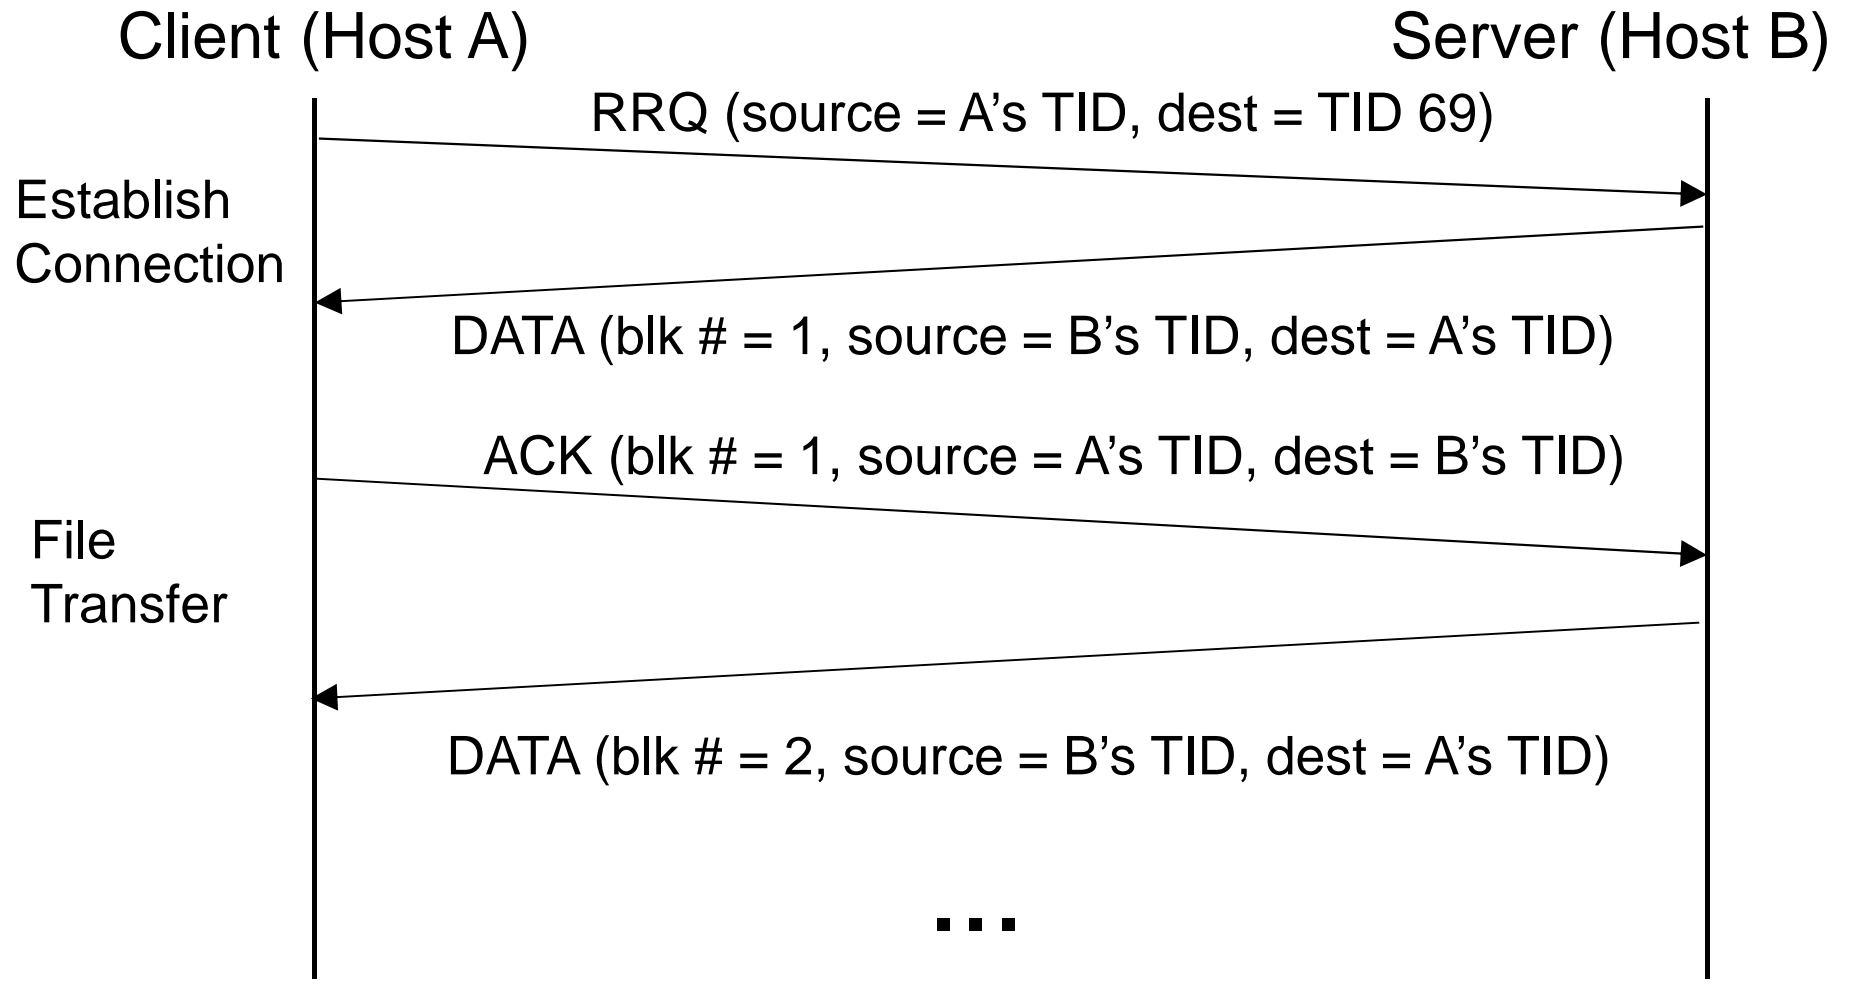 Client (Host A)
Server (Host B)
RRQ (source = A's TID, dest = TID 69)
Establish
Connection
DATA (blk # = 1, source = B’s TID, dest = A’s TID)
ACK (blk # = 1, source = A’s TID, dest = B’s TID)
File
Transfer
DATA (blk # = 2, source = B’s TID, dest = A’s TID)
...